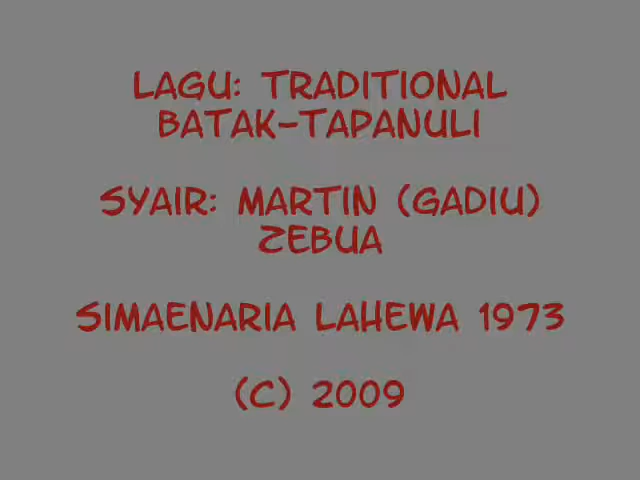 LAGU: TRADITIONAL
BATAK-TAPANULI
SYAIR: MARTIN (GADIU)
ZEBUA
SIMAENARIA LAHEWA 1973
(C) 2009